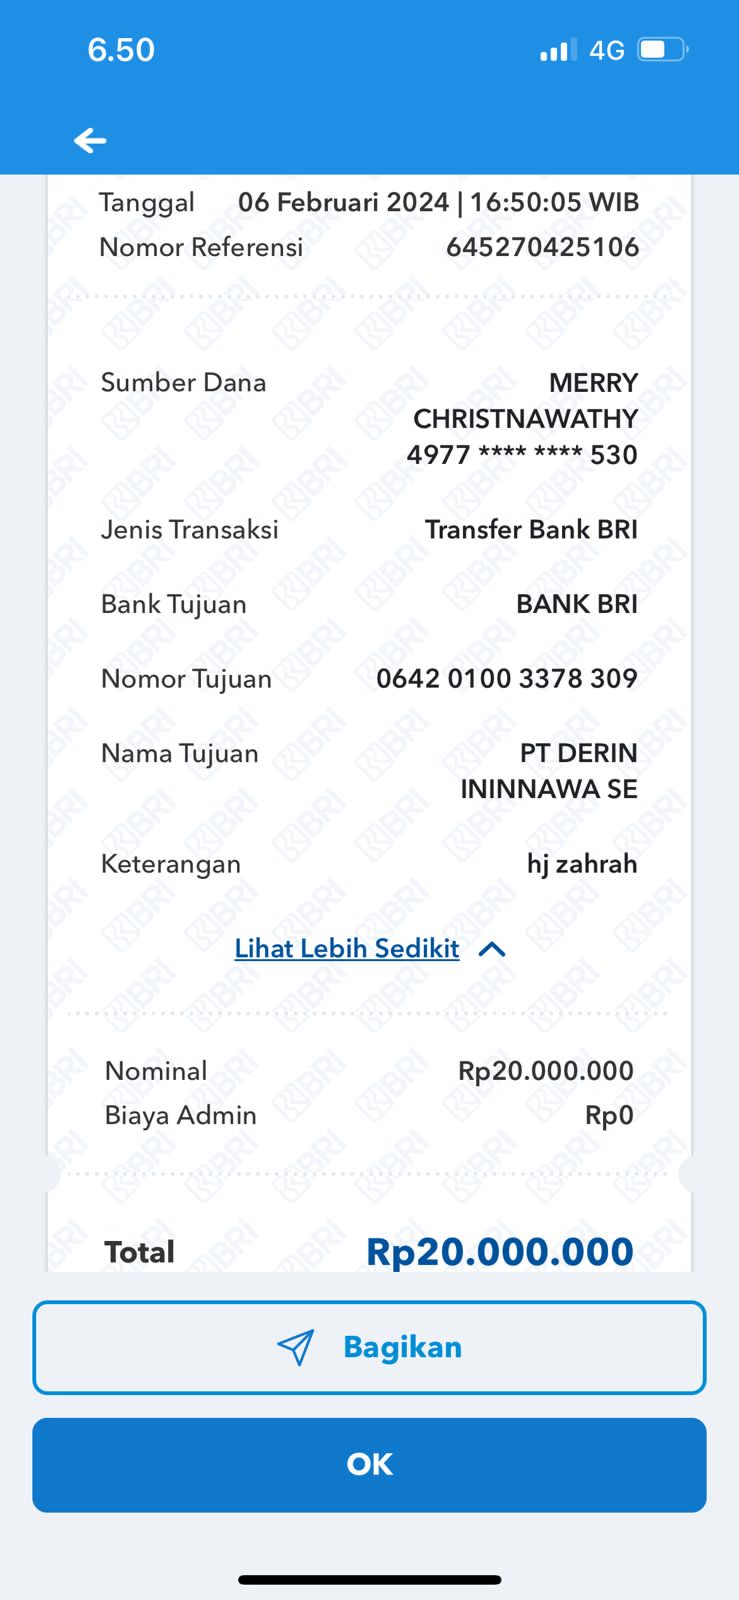 6.50
4G
Tanggal 06 Februari 2024 | 16:50:05 WIB
Nomor Referensi 645270425106
Sumber Dana MERRY
CHRISTNAWATHY
4977 **** **** 530
Jenis Transaksi Transfer Bank BRI
Bank Tujuan BANK BRI
Nomor Tujuan 0642 0100 3378 309
Nama Tujuan PT DERIN
ININNAWA SE
Keterangan hj zahrah
Lihat Lebih Sedikit
Nominal Rp20.000.000
Biaya Admin Rp0
Total Rp20.000.000
Bagikan
OK